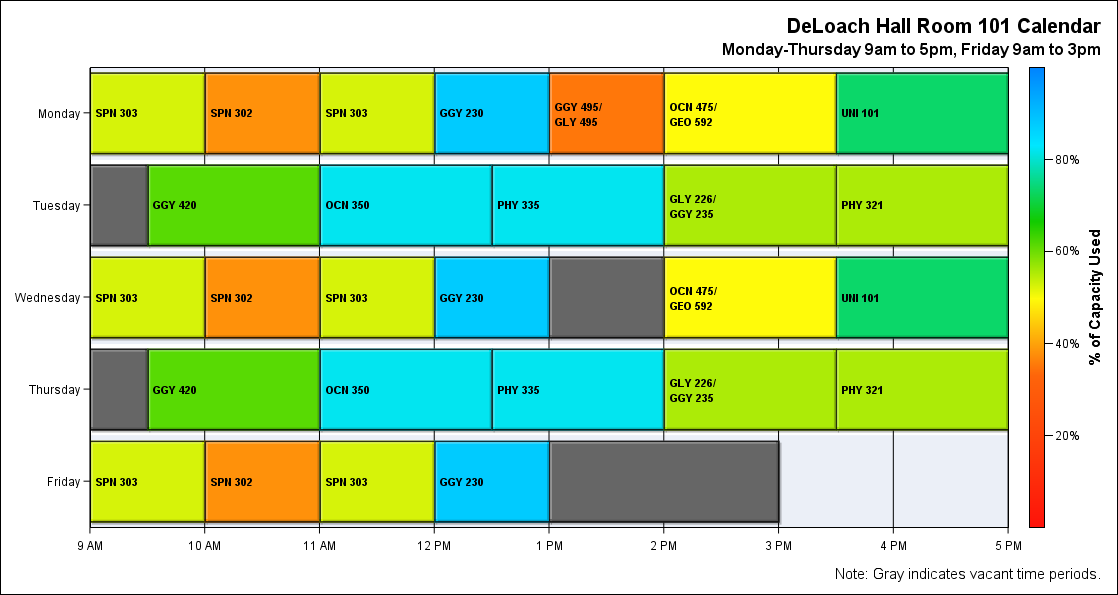 DeLoach Hall Room 101 Calendar
Monday-Thursday 9am to 5pm, Friday 9am to 3pm
Monday
SPN 303
SPN 302
SPN 303
GGY 230
GGY 495/
GLY 495
OCN 475/
GEO 592
UNI 101
Tuesday
GGY 420
OCN 350
PHY 335
GLY 226/
GGY 235
PHY 321
Wednesday
SPN 303
SPN 302
SPN 303
GGY 230
OCN 475/
GEO 592
UNI 101
Thursday
GGY 420
OCN 350
PHY 335
GLY 226/
GGY 235
PHY 321
Friday
SPN 303
SPN 302
SPN 303
GGY 230
9 AM
10 AM
11 AM
12 PM
1 PM
2 PM
3 PM
4 PM
5 PM
80%
60%
40%
20%
% of Capacity Used
Note: Gray indicates vacant time periods.